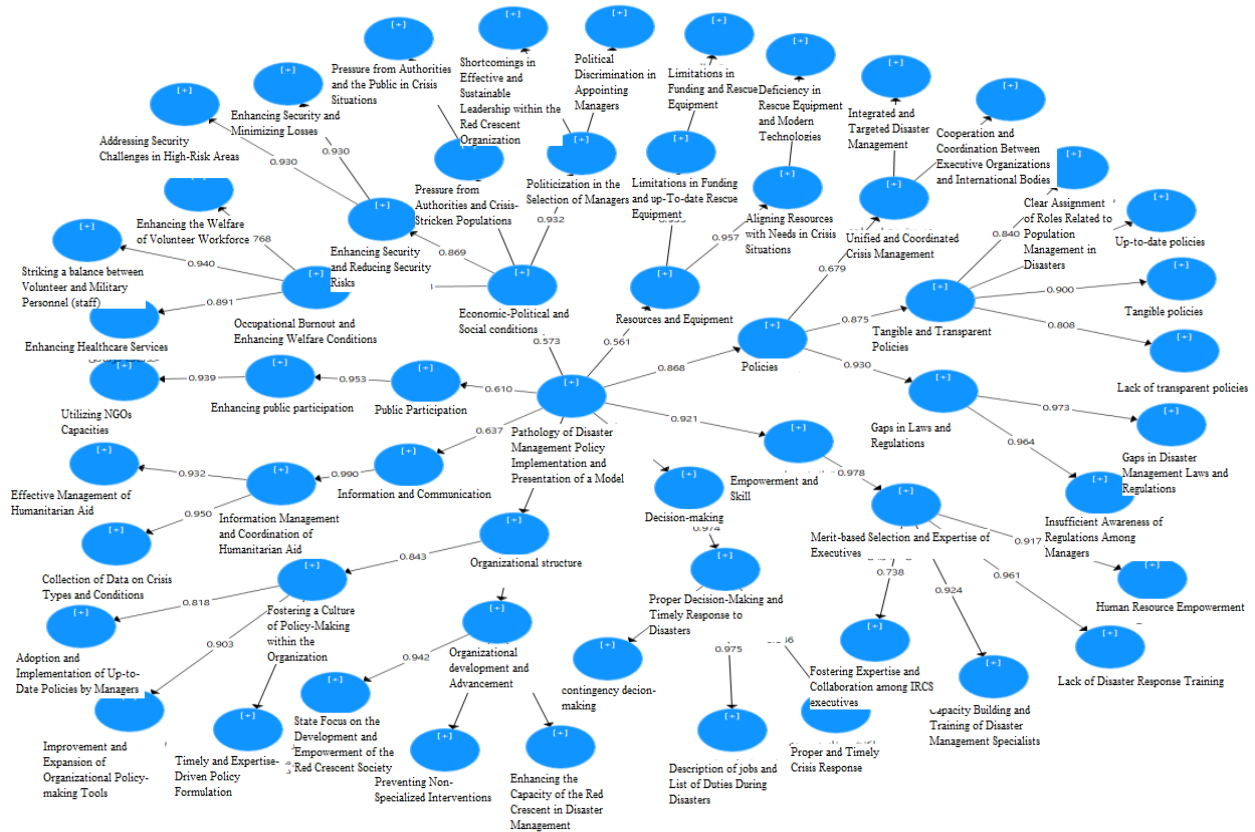 [+]
[+]
[+]
[+]
[+]
[+]
[+]
[+]
[+]
Pressure from Authorities
and the Public in Crisis
Situations
Shortcomings in
Effective and
Sustainable
Leadership within the
Red Crescent
Organization
Political
Discrimination in
Appointing
Managers
Limitations in
Funding and Rescue
Equipment
Deficiency in
Rescue Equipment
and Modern
Technologies
Integrated and
Targeted Disaster
Management
Cooperation and
Coordination Between
Executive Organizations
and International Bodies
Enhancing Security and
Minimizing Losses
Addressing Security
Challenges in High-Risk Areas
0.930
0.930
[+]
[+]
Pressure from
Authorities and Crisis-
Stricken Populations
Politicization in the
Selection of Managers
0.932
Limitations in Funding
and up-To-date Rescue
Equipment
[+]
Aligning Resources
with Needs in Crisis
Situations
0.957
[+]
Unified and Coordinated
Crisis Management
0.679
Clear Assignment
of Roles Related to
Population
Management in
Disasters
0.840
[+]
Up-to-date policies
Enhancing the Welfare
of Volunteer Workforce
768
[+]
Striking a balance between
Volunteer and Military
Personnel (staff)
0.940
0.891
Enhancing Healthcare Services
[+]
Enhancing Security
and Reducing Security
Risks
0.869
[+]
Occupational Burnout and
Enhancing Welfare Conditions
[+]
Economic-Political and
Social conditions
0.573
[+]
Resources and Equipment
0.561
[+]
Policies
0.868
0.875
[+]
Tangible and Transparent
Policies
0.900
[+]
Tangible policies
0.808
[+]
Lack of transparent policies
0.930
[+]
Gaps in Laws and
Regulations
0.973
[+]
Gaps in Disaster
Management Laws and
Regulations
0.964
[+]
Insufficient Awareness of
Regulations Among
Managers
[+]
Utilizing NGOs
Capacities
0.939
[+]
Enhancing public participation
0.953
[+]
Public Participation
0.610
[+]
Pathology of Disaster
Management Policy
Implementation and
Presentation of a Model
0.921
[+]
Empowerment and
Skill
0.978
[+]
Merit-based Selection and Expertise of
Executives
0.917
[+]
Human Resource Empowerment
0.961
[+]
Lack of Disaster Response Training
0.924
[+]
Capacity Building and
Training of Disaster
Management Specialists
0.738
[+]
Fostering Expertise and
Collaboration among IRCS
executives
0.637
[+]
Information and Communication
0.990
[+]
Information Management
and Coordination of
Humanitarian Aid
0.932
[+]
Effective Management of
Humanitarian Aid
0.950
[+]
Collection of Data on Crisis
Types and Conditions
[+]
Decision-making
0.974
[+]
Proper Decision-Making and
Timely Response to
Disasters
[+]
contingency decion-
making
0.975
[+]
Description of jobs and
List of Duties During
Disasters
Proper and Timely
Crisis Response
[+]
Organizational structure
0.843
[+]
Fostering a Culture
of Policy-Making
within the
Organization
0.818
[+]
Adoption and
Implementation of Up-to-
Date Policies by Managers
0.903
Improvement and
Expansion of
Organizational Policy-
making Tools
[+]
Timely and Expertise-
Driven Policy
Formulation
[+]
Organizational
development and
Advancement
0.942
[+]
State Focus on the
Development and
Empowerment of the
Red Crescent Society
[+]
Preventing Non-
Specialized Interventions
[+]
Enhancing the
Capacity of the Red
Crescent in Disaster
Management